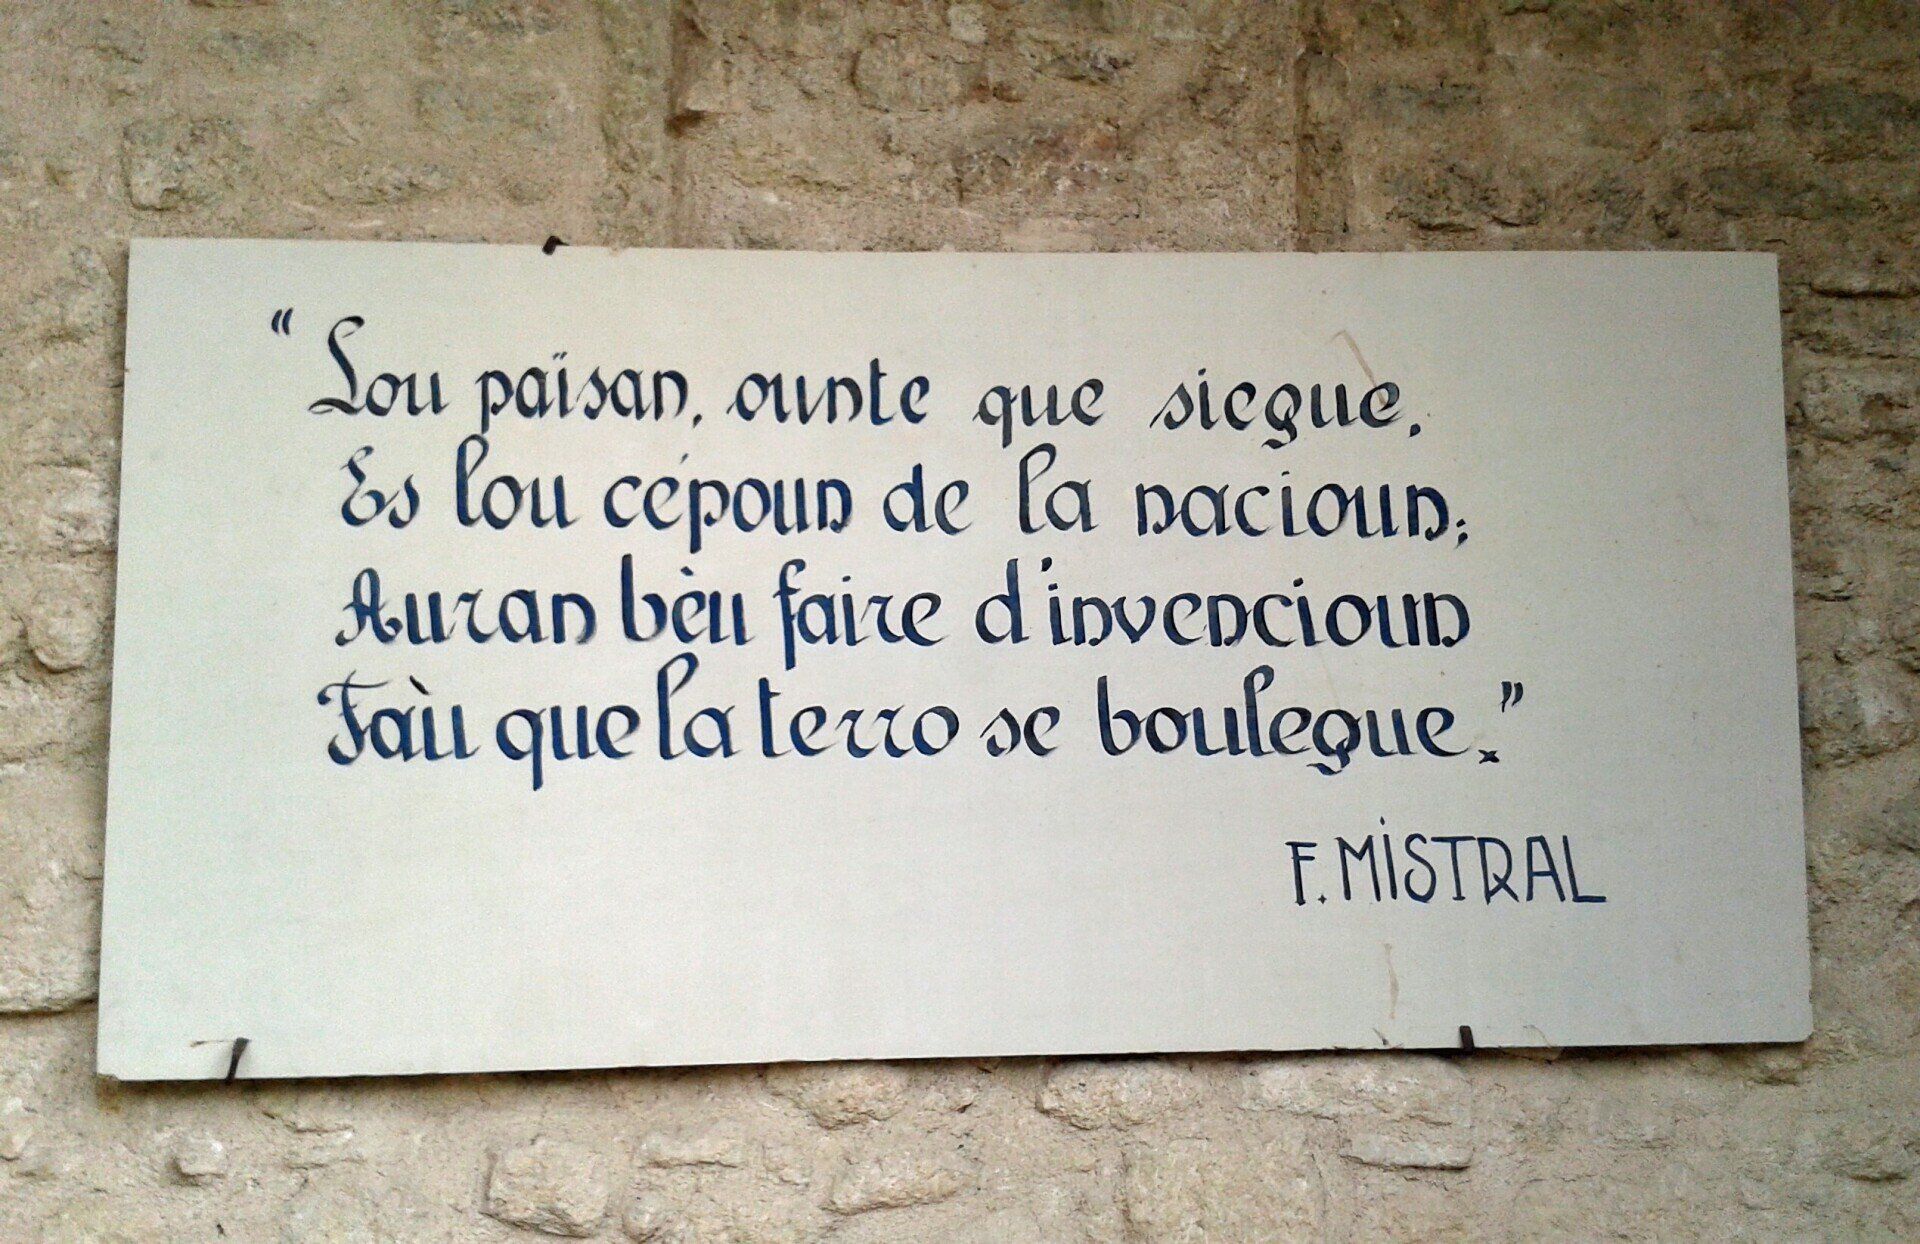 “ Lou païsan, ounte que siegue,
Es lou cépoun de la nacioun;
Auran bèu faire d'invencioun
Fàu que la terro se boulegue.”
F. MISTRAL